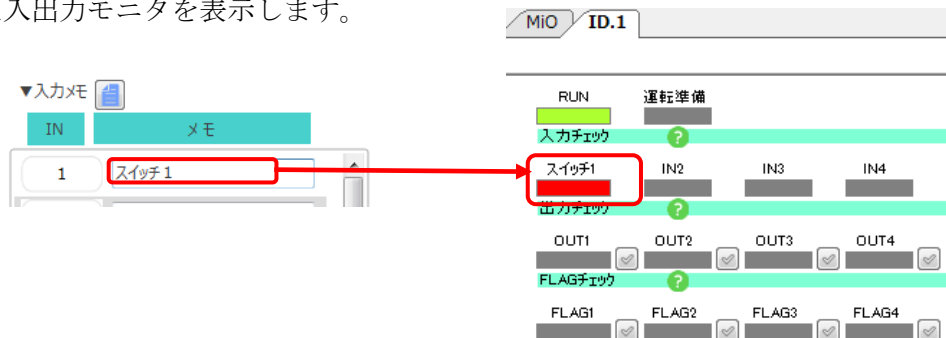 入出力モニタを表示します。
MiO ID.1
▼入力メモ
IN メモ
1 スイッチ1
RUN 運転準備
入力チェック ?
スイッチ1 IN2 IN3 IN4
出力チェック ?
OUT1 OUT2 OUT3 OUT4
FLAGチェック ?
FLAG1 FLAG2 FLAG3 FLAG4